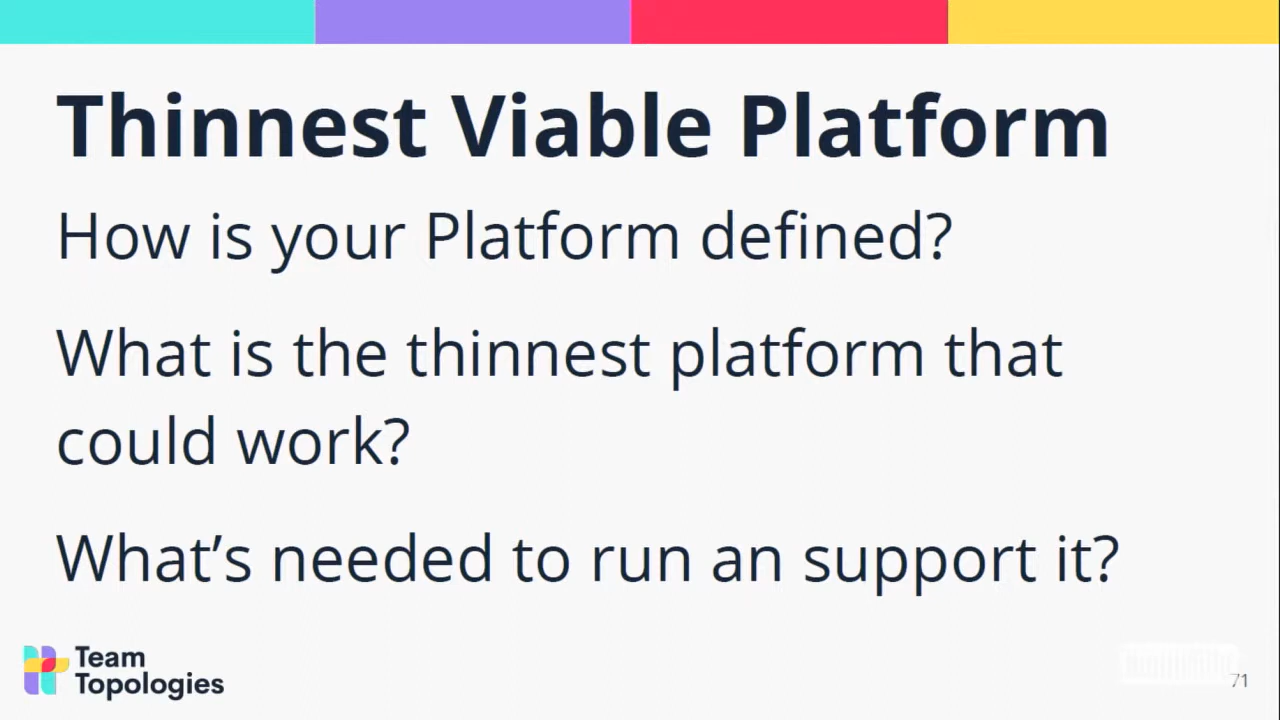 Thinnest Viable Platform
How is your Platform defined?
What is the thinnest platform that
could work?
What’s needed to run an support it?
Team
Topologies
71